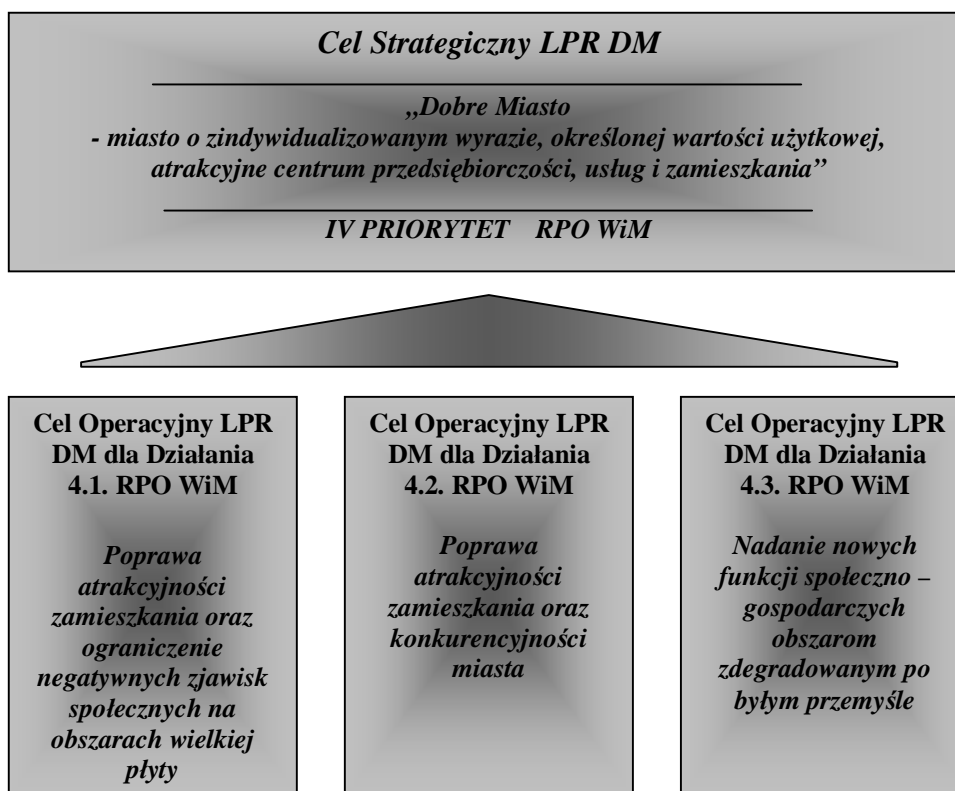 Cel Strategiczny LPR DM
„Dobre Miasto
- miasto o zindywidualizowanym wyrazie, określonej wartości użytkowej,
atrakcyjne centrum przedsiębiorczości, usług i zamieszkania”
IV PRIORYTET RPO WiM
Cel Operacyjny LPR
DM dla Działania
4.1. RPO WiM
Poprawa
atrakcyjności
zamieszkania oraz
ograniczenie
negatywnych zjawisk
społecznych na
obszarach wielkiej
płyty
Cel Operacyjny LPR
DM dla Działania
4.2. RPO WiM
Poprawa
atrakcyjności
zamieszkania oraz
konkurencyjności
miasta
Cel Operacyjny LPR
DM dla Działania
4.3. RPO WiM
Nadanie nowych
funkcji społeczno –
gospodarczych
obszarom
zdegradowanym po
byłym przemyśle